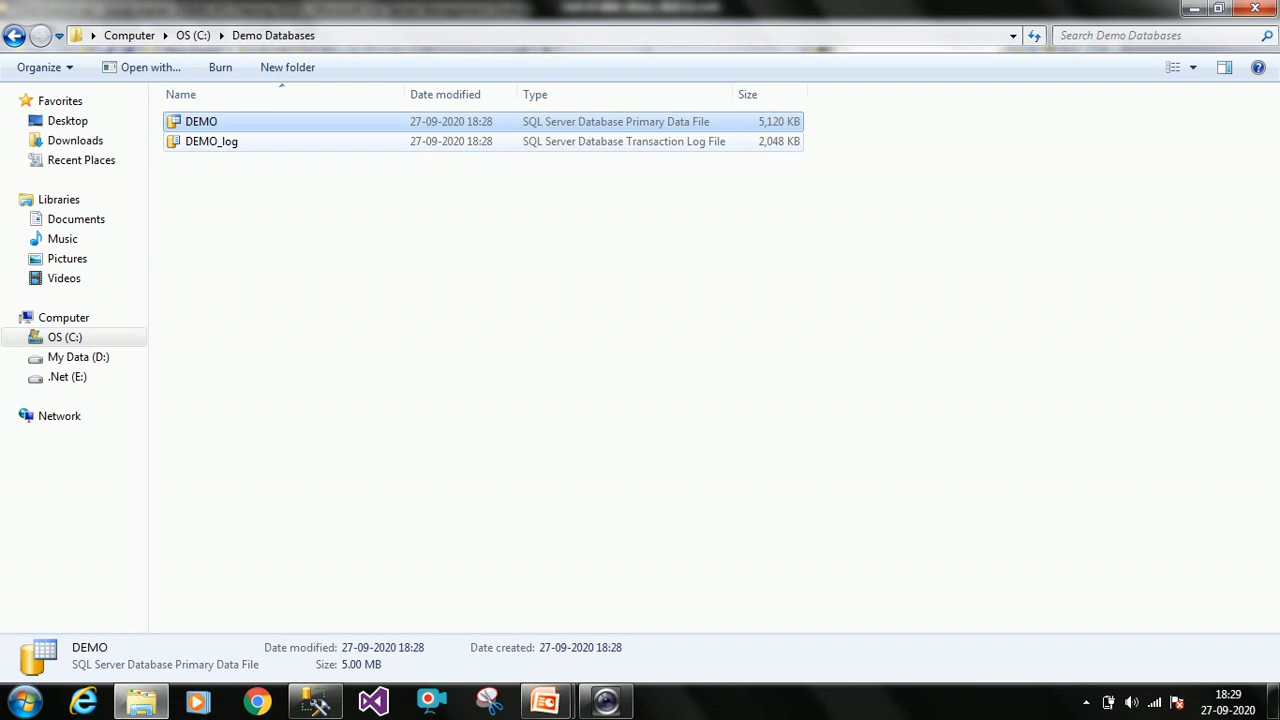 Computer OS (C:) Demo Databases
Search Demo Databases
Organize Open with... Burn New folder
Name Date modified Type Size
Favorites
Desktop
Downloads
Recent Places
Libraries
Documents
Music
Pictures
Videos
Computer
OS (C:)
My Data (D:)
.Net (E:)
Network
DEMO 27-09-2020 18:28 SQL Server Database Primary Data File 5,120 KB
DEMO_log 27-09-2020 18:28 SQL Server Database Transaction Log File 2,048 KB
DEMO Date modified: 27-09-2020 18:28 Date created: 27-09-2020 18:28
SQL Server Database Primary Data File Size: 5.00 MB
18:29
27-09-2020